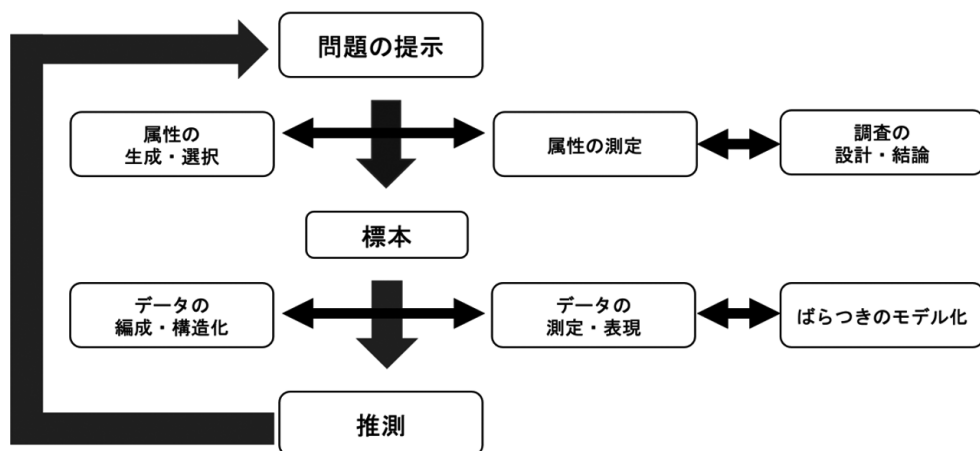 問題の提示
属性の
生成・選択
属性の測定
調査の
設計・結論
標本
データの
編成・構造化
データの
測定・表現
ばらつきのモデル化
推測